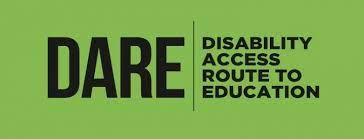 DARE
DISABILITY
ACCESS
ROUTE TO
EDUCATION